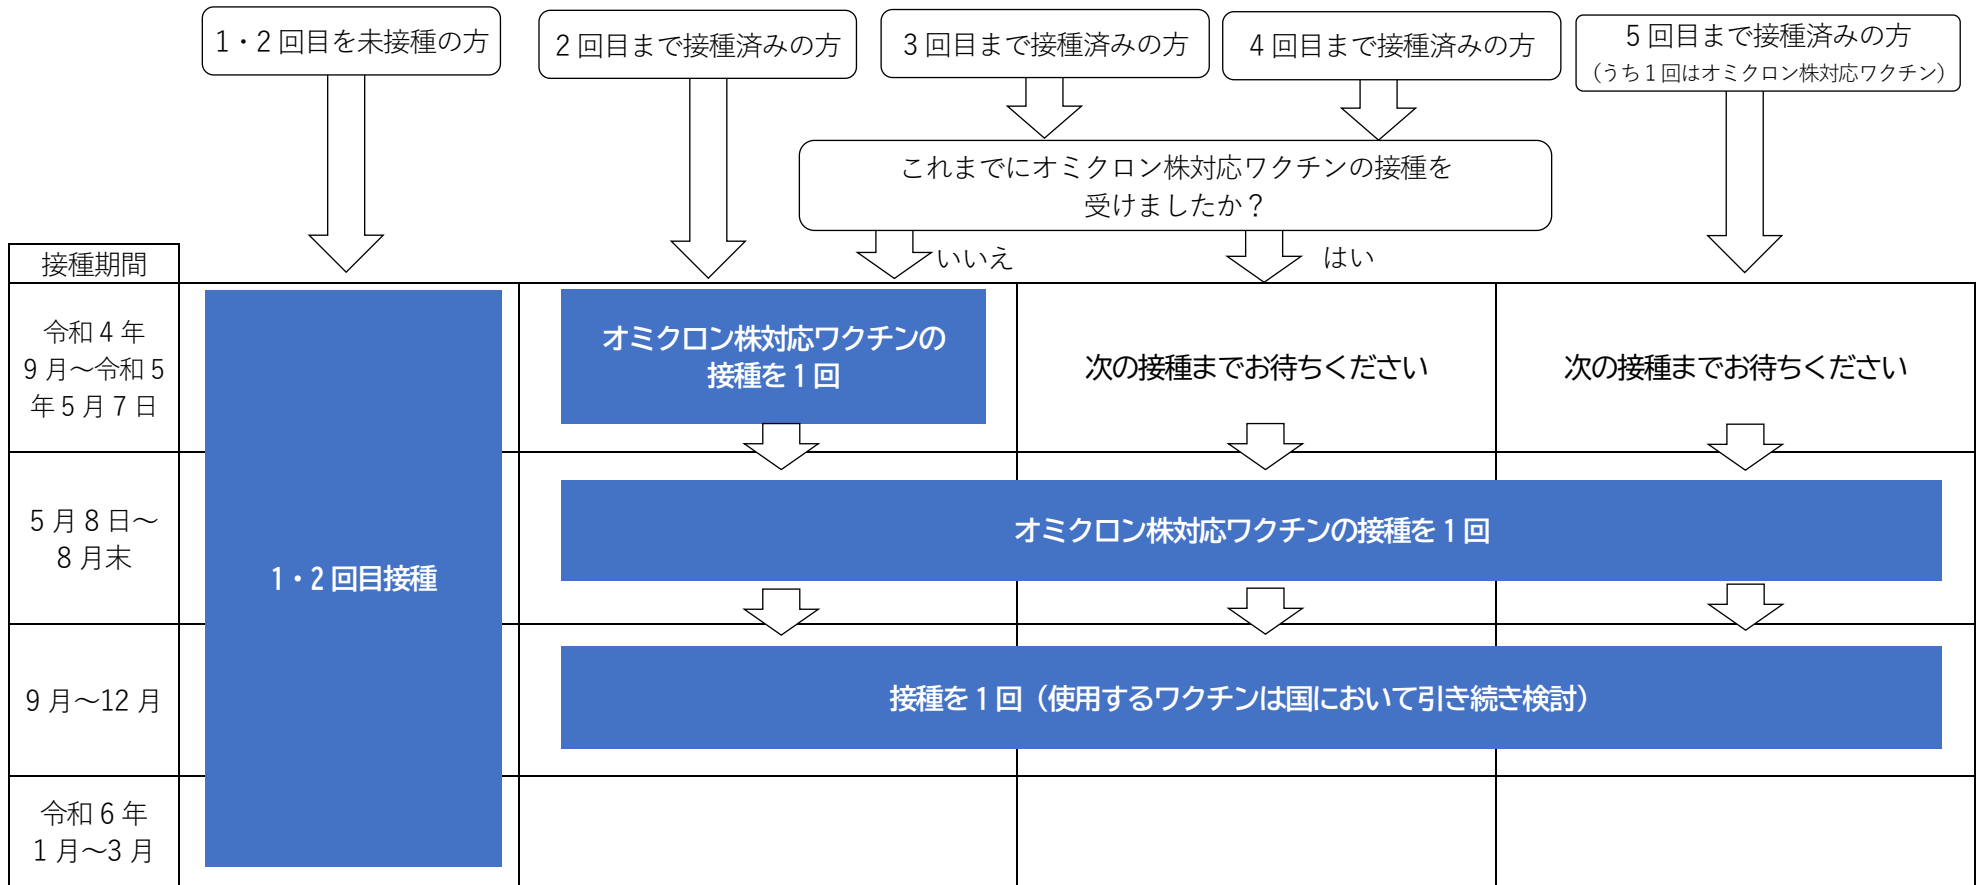 1・2回目を未接種の方
2回目まで接種済みの方
3回目まで接種済みの方
4回目まで接種済みの方
5回目まで接種済みの方
（うち1回はオミクロン株対応ワクチン）
これまでにオミクロン株対応ワクチンの接種を
受けましたか？
いいえ
はい
接種期間
令和4年
9月～令和5
年5月7日
オミクロン株対応ワクチンの
接種を1回
次の接種までお待ちください
次の接種までお待ちください
5月8日～
8月末
オミクロン株対応ワクチンの接種を1回
1・2回目接種
9月～12月
接種を1回（使用するワクチンは国において引き続き検討）
令和6年
1月～3月